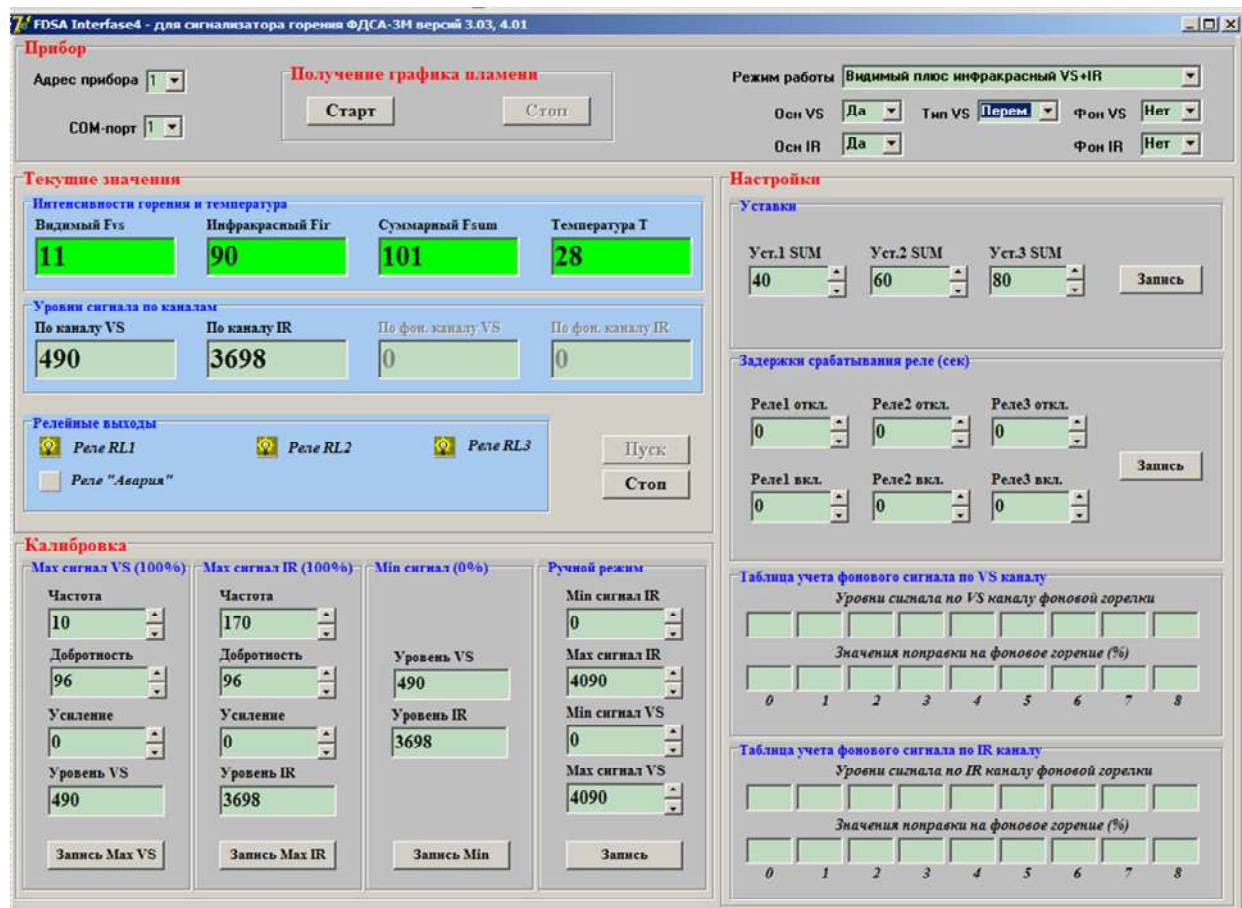 FDSA Interfase4 - для сигнализатора горения ФДСА-3М версий 3.03, 4.01
Прибор
Адрес прибора 1
COM-порт 1
Получение графика пламени
Старт Стоп
Режим работы Видимый плюс инфракрасный VS+IR
Осн VS Да Тип VS Перем Фон VS Нет
Осн IR Да Фон IR Нет
Текущие значения
Интенсивности горения и температура
Видимый Fvs Инфракрасный Fir Суммарный Fsum Температура T
11 90 101 28
Уровни сигнала по каналам
По каналу VS По каналу IR По фон. каналу VS По фон. каналу IR
490 3698 0 0
Релейные выходы
Реле RL1 Реле RL2 Реле RL3
Реле "Авария"
Пуск
Стоп
Калибровка
Max сигнал VS (100%)
Частота
10
Добротность
96
Усиление
0
Уровень VS
490
Запись Max VS
Max сигнал IR (100%)
Частота
170
Добротность
96
Усиление
0
Уровень IR
3698
Запись Max IR
Min сигнал (0%)
Уровень VS
490
Уровень IR
3698
Запись Min
Ручной режим
Min сигнал IR
0
Max сигнал IR
4090
Min сигнал VS
0
Max сигнал VS
4090
Запись
Настройки
Уставки
Уст.1 SUM Уст.2 SUM Уст.3 SUM
40 60 80 Запись
Задержки срабатывания реле (сек)
Реле1 откл. Реле2 откл. Реле3 откл.
0 0 0
Запись
Реле1 вкл. Реле2 вкл. Реле3 вкл.
0 0 0
Таблица учета фонового сигнала по VS каналу
Уровни сигнала по VS каналу фоновой горелки
Значения поправки на фоновое горение (%)
0 1 2 3 4 5 6 7 8
Таблица учета фонового сигнала по IR каналу
Уровни сигнала по IR каналу фоновой горелки
Значения поправки на фоновое горение (%)
0 1 2 3 4 5 6 7 8